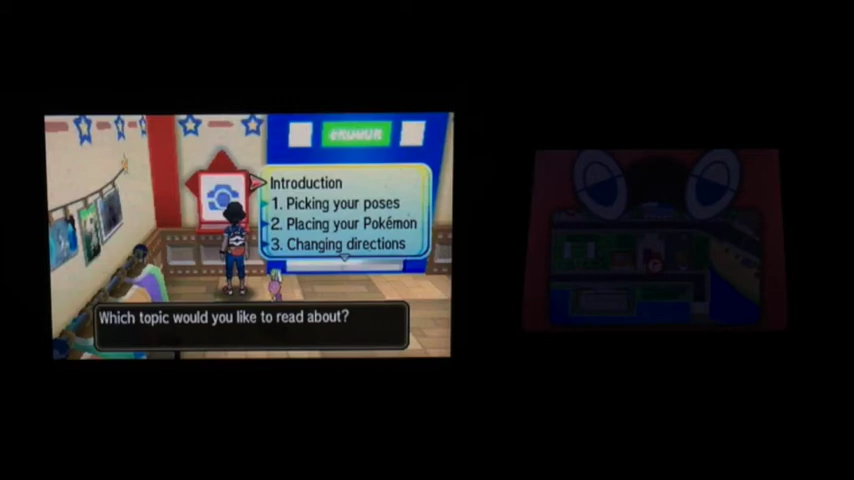 Introduction
1. Picking your poses
2. Placing your Pokémon
3. Changing directions
Which topic would you like to read about?